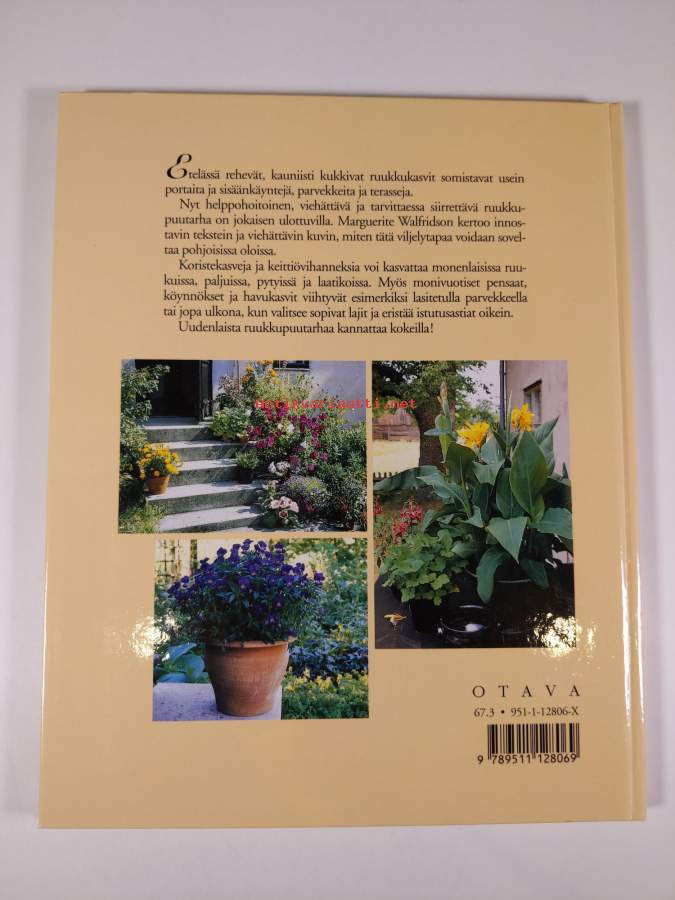 Etelässä rehevät, kauniisti kukkivat ruukkukasvit somistavat usein
portaita ja sisäänkäyntejä, parvekkeita ja terasseja.
Nyt helppohoitoinen, viehättävä ja tarvittaessa siirrettävä ruukku-
puutarha on jokaisen ulottuvilla. Marguerite Walfridson kertoo innos-
tavin tekstein ja viehättävin kuvin, miten tätä viljelytapaa voidaan sovel-
taa pohjoisissa oloissa.
Koristekasveja ja keittiövihanneksia voi kasvattaa monenlaisissa ruu-
kuissa, paljuissa, pytyissä ja laatikoissa. Myös monivuotiset pensaat,
köynnökset ja havukasvit viihtyvät esimerkiksi lasitetulla parvekkeella
tai jopa ulkona, kun valitsee sopivat lajit ja eristää istutusastiat oikein.
Uudenlaista ruukkupuutarhaa kannattaa kokeilla!
Antikvariaatti.net
OTAVA
67.3 • 951-1-12806-X
9 789511 128069